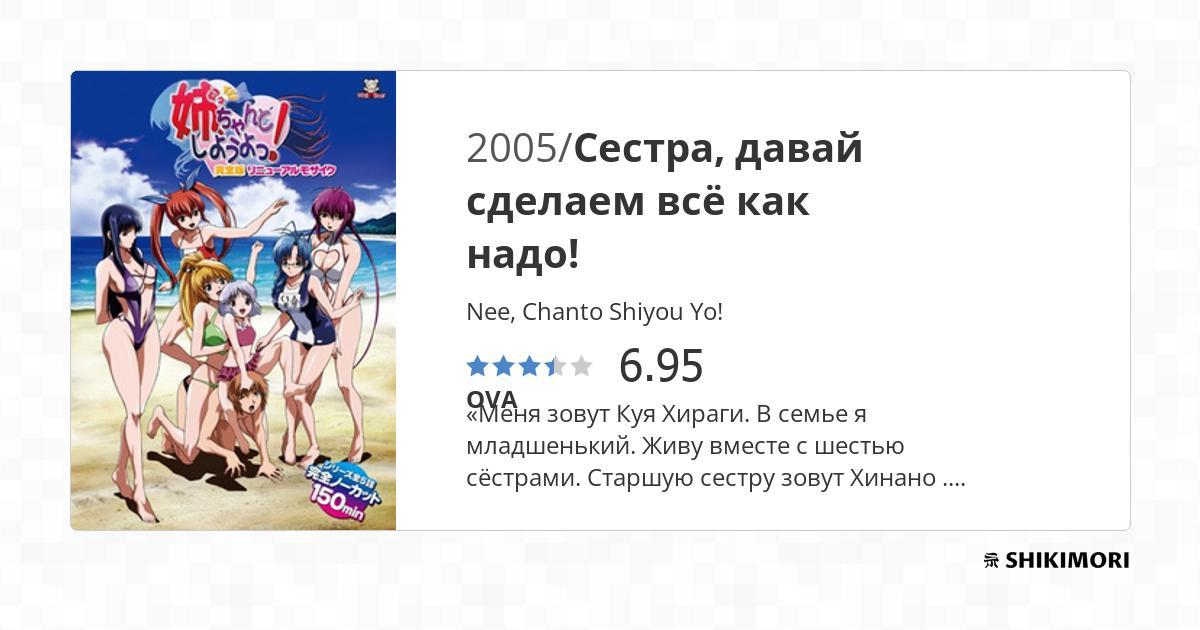 姉ちゃんと
しようよっ!
完全版 リニューアルモザイク
2005/Сестра, давай
сделаем всё как
надо!
Nee, Chanto Shiyou Yo!
6.95
OVA
«Меня зовут Куя Хираги. В семье я
младшенький. Живу вместе с шестью
сёстрами. Старшую сестру зовут Хинано ....
シリーズ全5話
完全ノーカット
150min
SHIKIMORI